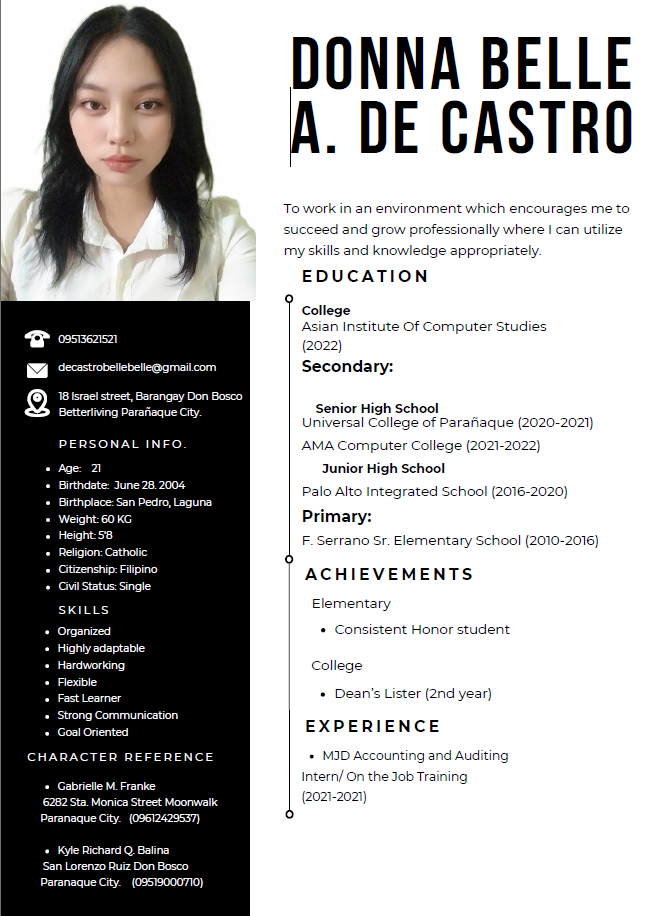 DONNA BELLE
A. DE CASTRO
To work in an environment which encourages me to
succeed and grow professionally where I can utilize
my skills and knowledge appropriately.
EDUCATION
College
Asian Institute Of Computer Studies
(2022)
Secondary:
Senior High School
Universal College of Parañaque (2020-2021)
AMA Computer College (2021-2022)
Junior High School
Palo Alto Integrated School (2016-2020)
Primary:
F. Serrano Sr. Elementary School (2010-2016)
ACHIEVEMENTS
Elementary
• Consistent Honor student
College
• Dean's Lister (2nd year)
EXPERIENCE
• MJD Accounting and Auditing
Intern/ On the Job Training
(2021-2021)
09513621521
decastrobellebelle@gmail.com
18 Israel street, Barangay Don Bosco
Betterliving Parañaque City.
PERSONAL INFO.
• Age: 21
• Birthdate: June 28. 2004
• Birthplace: San Pedro, Laguna
• Weight: 60 KG
• Height: 5'8
• Religion: Catholic
• Citizenship: Filipino
• Civil Status: Single
SKILLS
• Organized
• Highly adaptable
• Hardworking
• Flexible
• Fast Learner
• Strong Communication
• Goal Oriented
CHARACTER REFERENCE
• Gabrielle M. Franke
6282 Sta. Monica Street Moonwalk
Paranaque City. (09612429537)
• Kyle Richard Q. Balina
San Lorenzo Ruiz Don Bosco
Paranaque City. (09519000710)